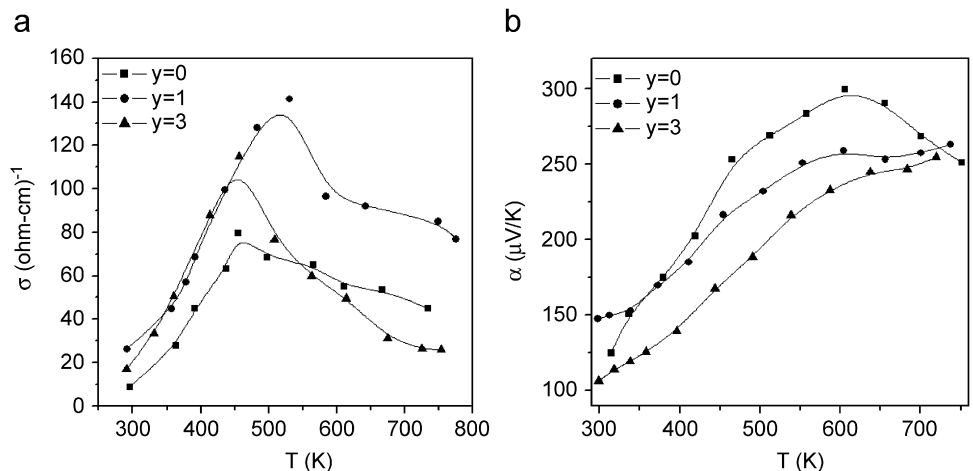 a
160
140
120
100
80
60
40
20
0
σ (ohm-cm)-1
y=0
y=1
y=3
300 400 500 600 700 800
T (K)
b
300
250
200
150
100
α (μV/K)
y=0
y=1
y=3
300 400 500 600 700
T (K)